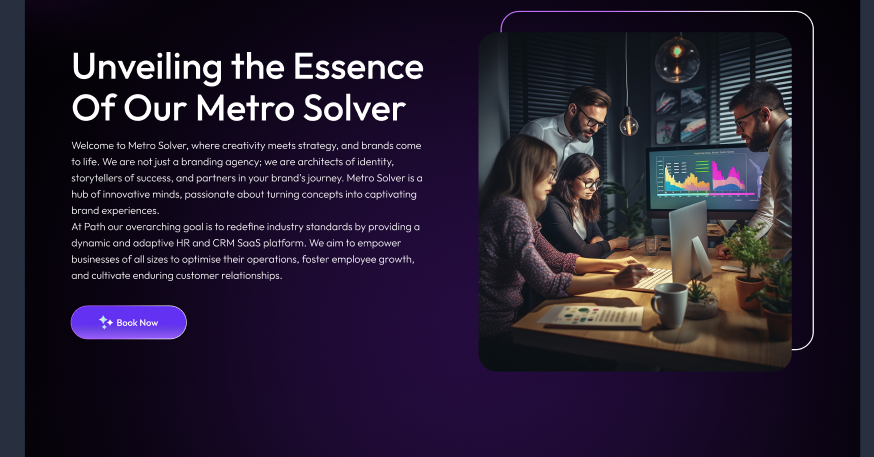 Unveiling the Essence
Of Our Metro Solver
Welcome to Metro Solver, where creativity meets strategy, and brands come
to life. We are not just a branding agency; we are architects of identity,
storytellers of success, and partners in your brand's journey. Metro Solver is a
hub of innovative minds, passionate about turning concepts into captivating
brand experiences.
At Path our overarching goal is to redefine industry standards by providing a
dynamic and adaptive HR and CRM SaaS platform. We aim to empower
businesses of all sizes to optimise their operations, foster employee growth,
and cultivate enduring customer relationships.
Book Now